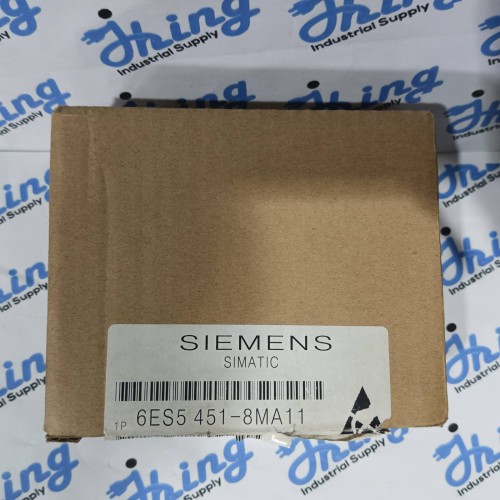 Jhing
Industrial Supply
SIEMENS
SIMATIC
1P 6ES5 451-8MA11